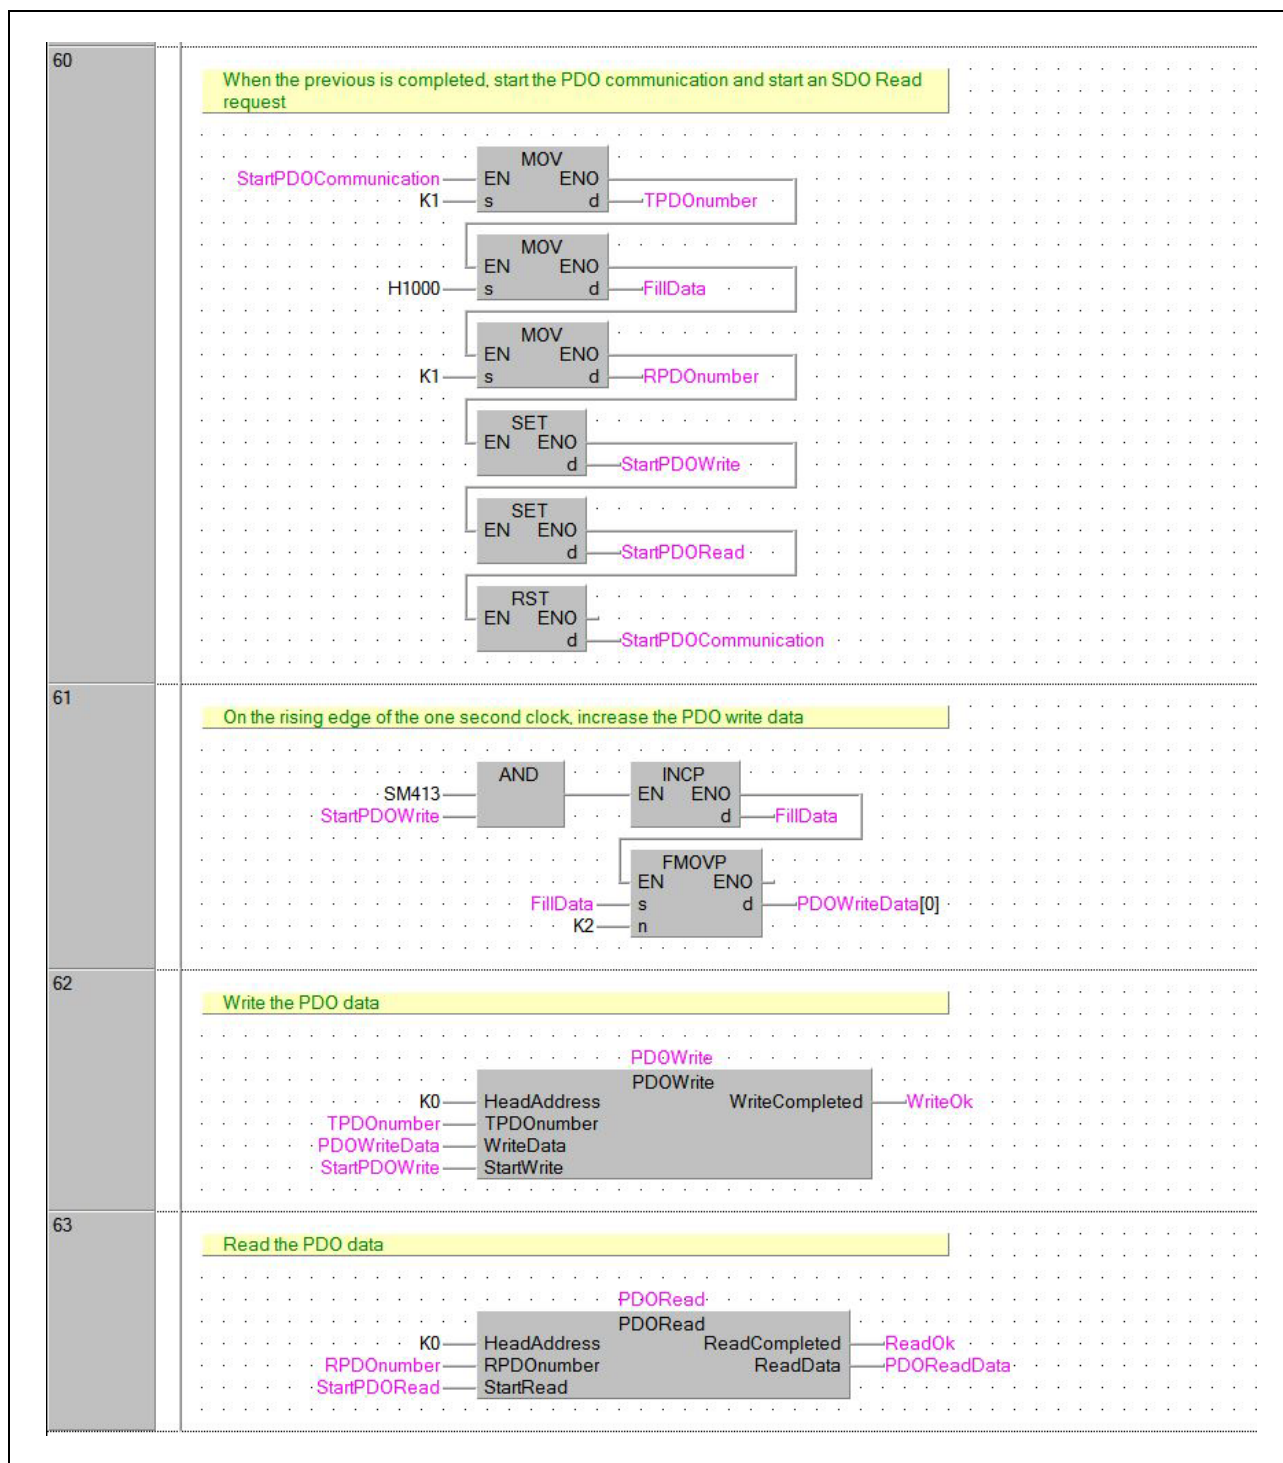 60
When the previous is completed, start the PDO communication and start an SDO Read
request
MOV
StartPDOCommunication EN ENO
K1 s d TPDOnumber
MOV
EN ENO
H1000 s d FillData
MOV
EN ENO
K1 s d RPDOnumber
SET
EN ENO
d StartPDOWrite
SET
EN ENO
d StartPDORead
RST
EN ENO
d StartPDOCommunication
61
On the rising edge of the one second clock, increase the PDO write data
AND INCP
SM413 EN ENO
StartPDOWrite d FillData
FMOVP
EN ENO
FillData s d PDOWriteData[0]
K2 n
62
Write the PDO data
PDOWrite
PDOWrite
K0 HeadAddress WriteCompleted WriteOk
TPDOnumber TPDOnumber
PDOWriteData WriteData
StartPDOWrite StartWrite
63
Read the PDO data
PDORead
PDORead
K0 HeadAddress ReadCompleted ReadOk
RPDOnumber RPDOnumber ReadData PDOReadData
StartPDORead StartRead